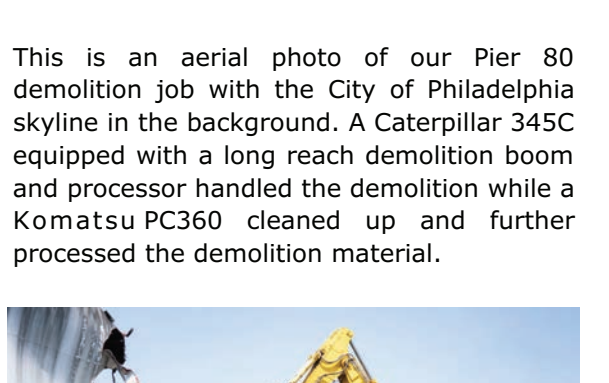 This is an aerial photo of our Pier 80
demolition job with the City of Philadelphia
skyline in the background. A Caterpillar 345C
equipped with a long reach demolition boom
and processor handled the demolition while a
Komatsu PC360 cleaned up and further
processed the demolition material.